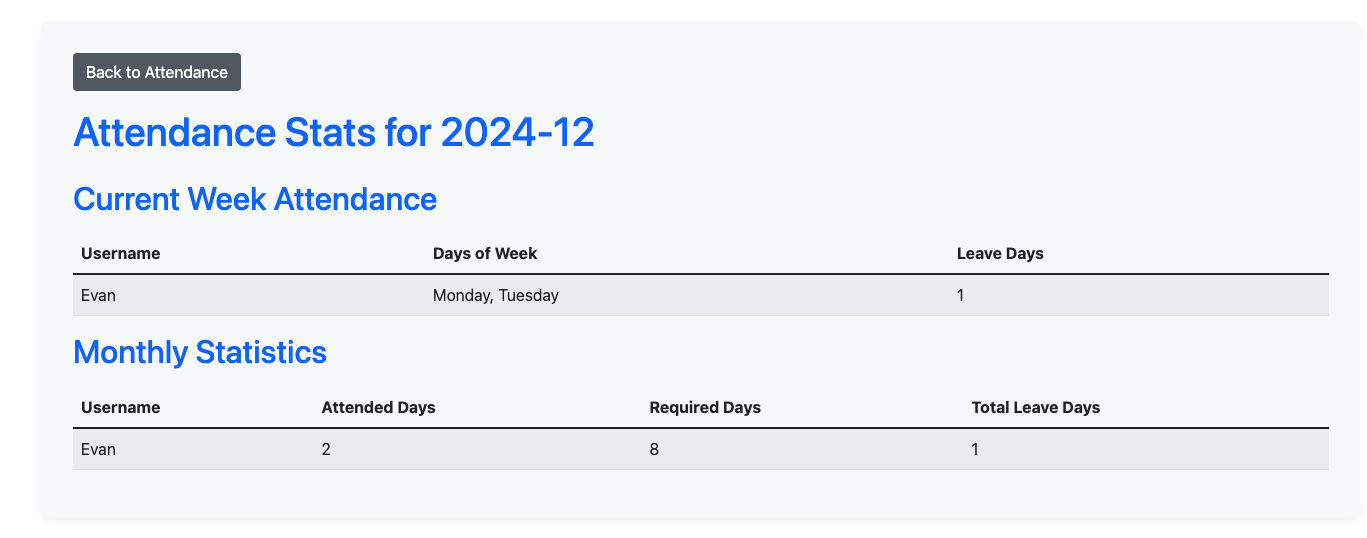 Back to Attendance
Attendance Stats for 2024-12
Current Week Attendance
Username Days of Week Leave Days
Evan Monday, Tuesday 1
Monthly Statistics
Username Attended Days Required Days Total Leave Days
Evan 2 8 1